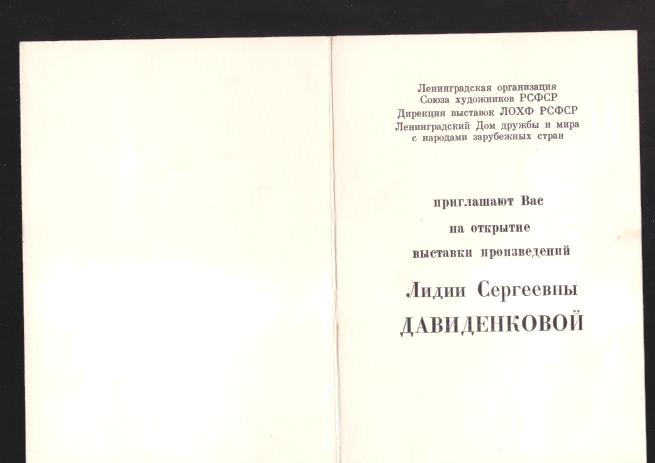 Ленинградская организация
Союза художников РСФСР
Дирекция выставок ЛОХФ РСФСР
Ленинградский Дом дружбы и мира
с народами зарубежных стран
приглашают Вас
на открытие
выставки произведений
Лидии Сергеевны
ДАВИДЕНКОВОЙ